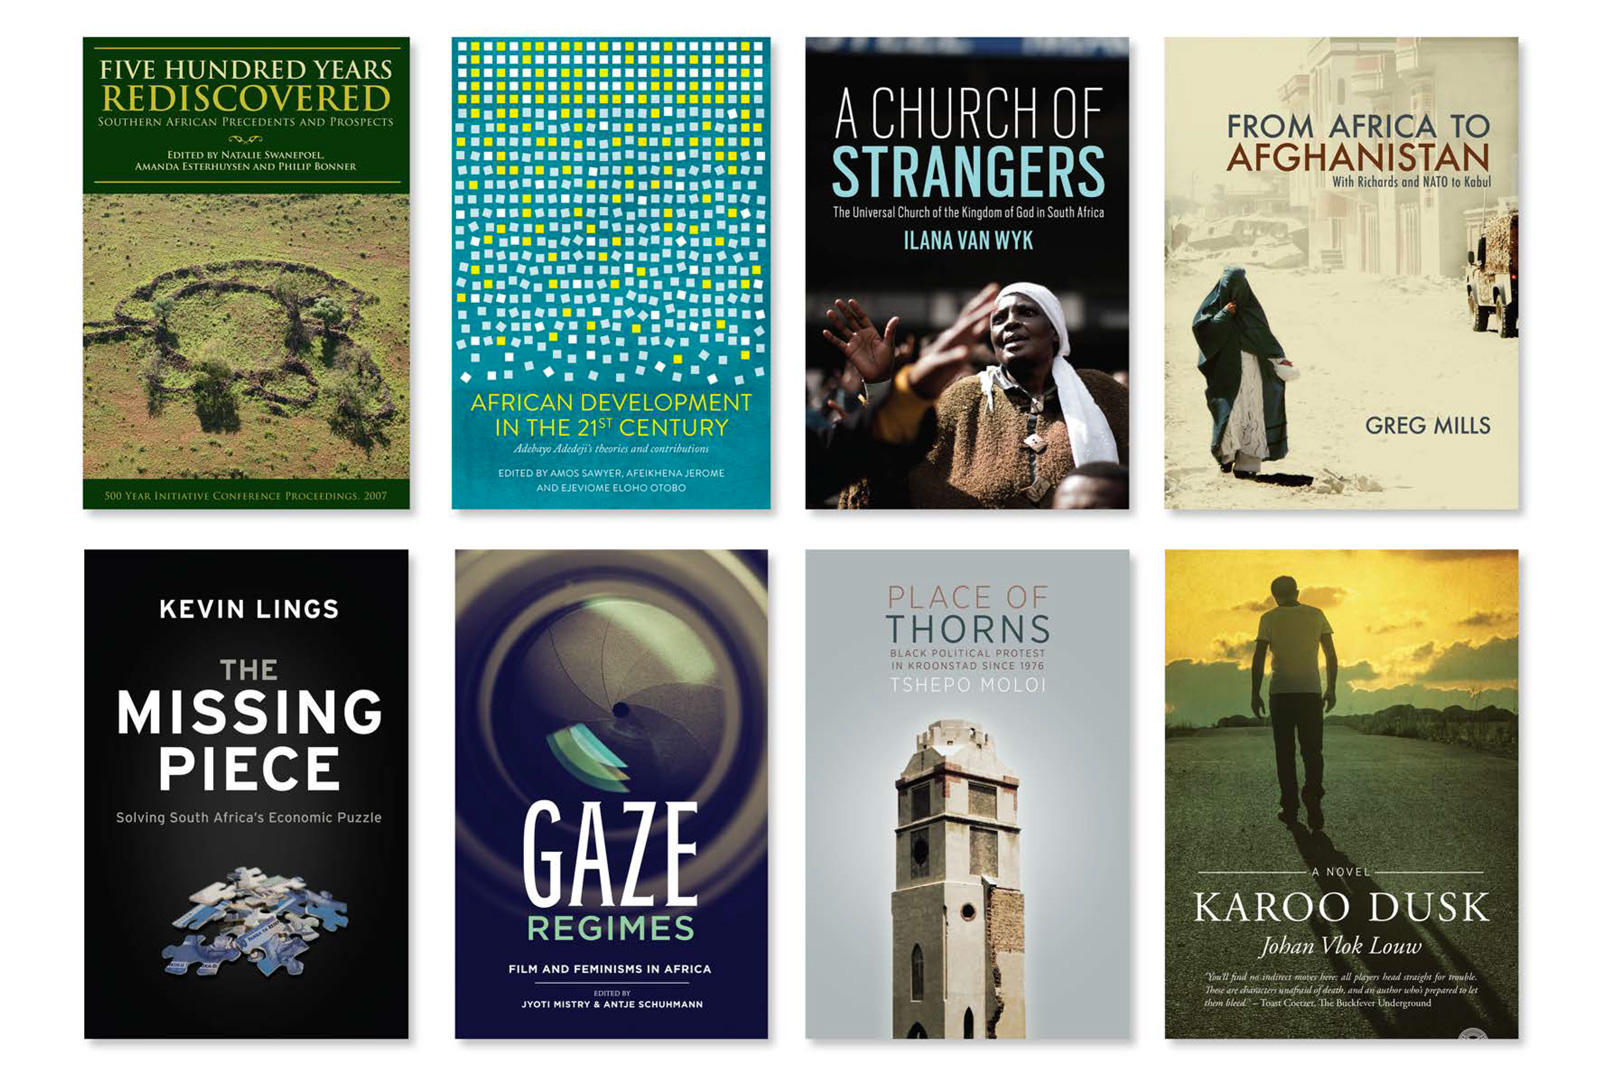 FIVE HUNDRED YEARS
REDISCOVERED
SOUTHERN AFRICAN PRECEDENTS AND PROSPECTS
EDITED BY NATALIE SWANEPOEL,
AMANDA ESTERHUYSEN AND PHILIP BONNER
500 YEAR INITIATIVE CONFERENCE PROCEEDINGS, 2007
AFRICAN DEVELOPMENT
IN THE 21ST CENTURY
Adebayo Adedeji's theories and contributions
EDITED BY AMOS SAWYER, AFEIKHENA JEROME
AND EJEVIOME ELOHO OTOBO
A CHURCH OF
STRANGERS
The Universal Church of the Kingdom of God in South Africa
ILANA VAN WYK
FROM AFRICA TO
AFGHANISTAN
With Richards and NATO to Kabul
GREG MILLS
KEVIN LINGS
THE
MISSING
PIECE
Solving South Africa's Economic Puzzle
GAZE
REGIMES
FILM AND FEMINISMS IN AFRICA
EDITED BY
JYOTI MISTRY & ANTJE SCHUHMANN
PLACE OF
THORNS
BLACK POLITICAL PROTEST
IN KROONSTAD SINCE 1976
TSHEPO MOLOI
A NOVEL
KAROO DUSK
Johan Vlok Louw
'You'll find no indirect moves here: all players head straight for trouble.
These are characters unafraid of death, and an author who's prepared to let
them bleed.' – Toast Coetzer, The Buckfever Underground